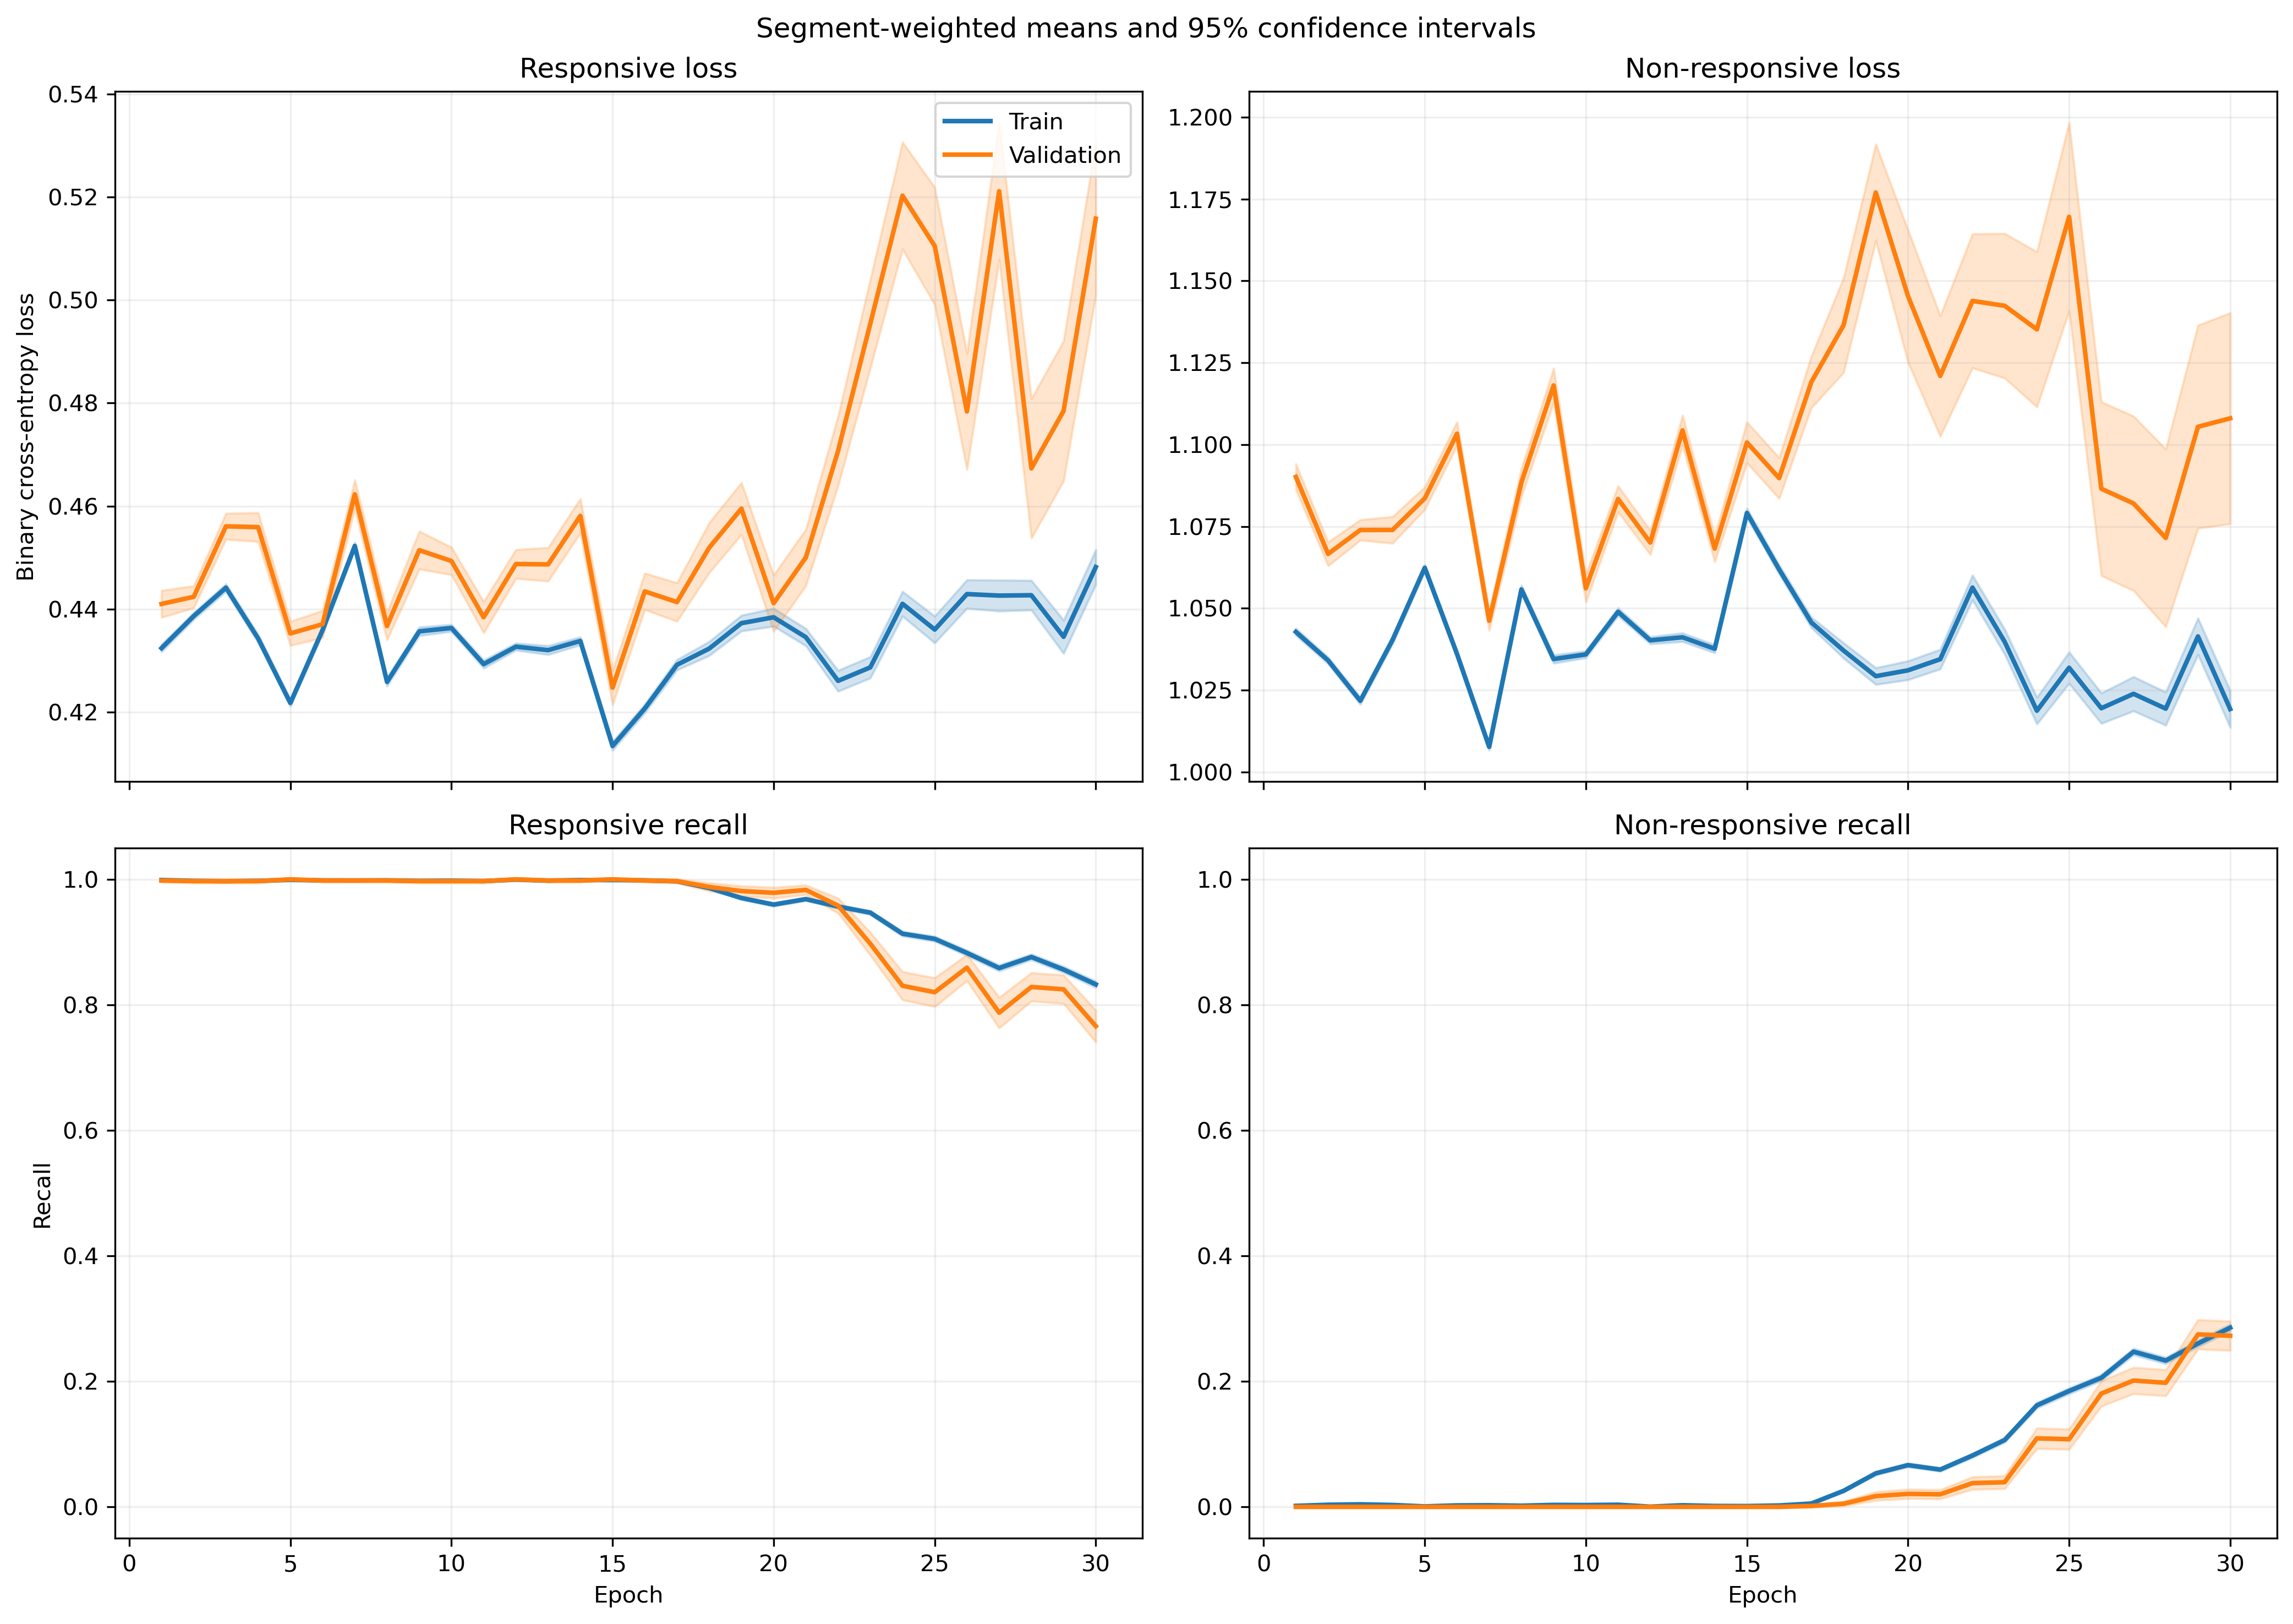 Segment-weighted means and 95% confidence intervals
Responsive loss
Non-responsive loss
Binary cross-entropy loss
0.54
0.52
0.50
0.48
0.46
0.44
0.42
Train
Validation
1.200
1.175
1.150
1.125
1.100
1.075
1.050
1.025
1.000
Responsive recall
Non-responsive recall
Recall
1.0
0.8
0.6
0.4
0.2
0.0
0 5 10 15 20 25 30
Epoch
1.0
0.8
0.6
0.4
0.2
0.0
0 5 10 15 20 25 30
Epoch